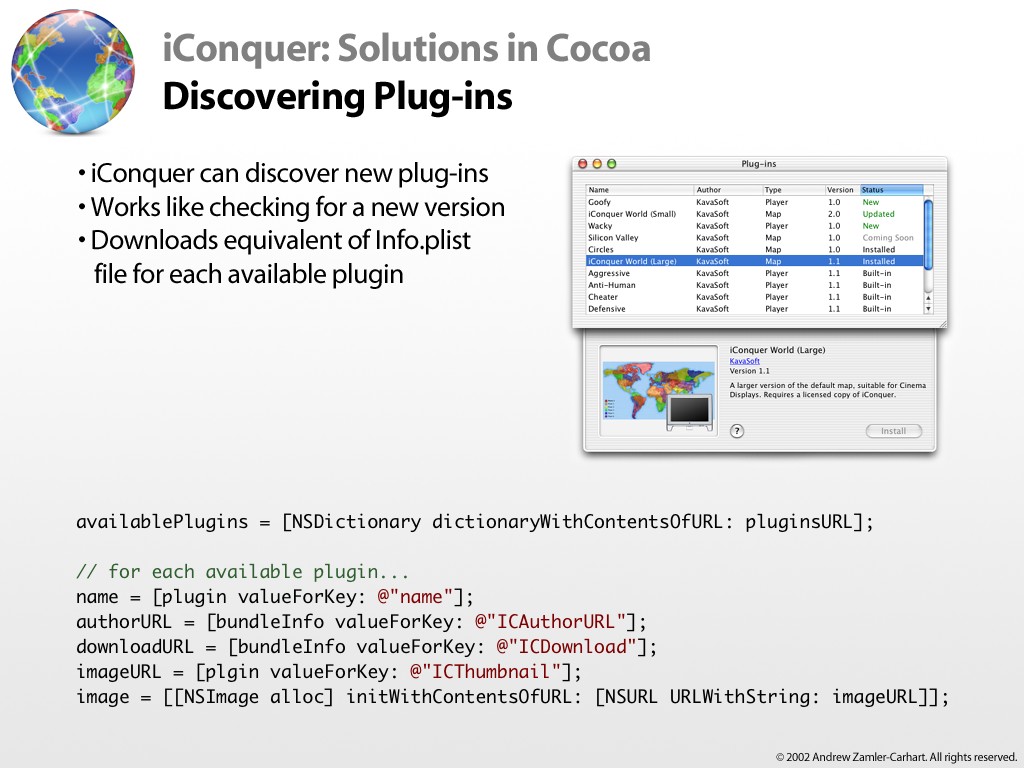 iConquer: Solutions in Cocoa
Discovering Plug-ins
• iConquer can discover new plug-ins
• Works like checking for a new version
• Downloads equivalent of Info.plist
file for each available plugin
Plug-ins
Name Author Type Version Status
Goofy KavaSoft Player 1.0 New
iConquer World (Small) KavaSoft Map 2.0 Updated
Wacky KavaSoft Player 1.0 New
Silicon Valley KavaSoft Map 1.0 Coming Soon
Circles KavaSoft Map 1.0 Installed
iConquer World (Large) KavaSoft Map 1.1 Installed
Aggressive KavaSoft Player 1.1 Built-in
Anti-Human KavaSoft Player 1.1 Built-in
Cheater KavaSoft Player 1.1 Built-in
Defensive KavaSoft Player 1.1 Built-in
iConquer World (Large)
KavaSoft
Version 1.1
A larger version of the default map, suitable for Cinema
Displays. Requires a licensed copy of iConquer.
? Install
availablePlugins = [NSDictionary dictionaryWithContentsOfURL: pluginsURL];
// for each available plugin...
name = [plugin valueForKey: @"name"];
authorURL = [bundleInfo valueForKey: @"ICAuthorURL"];
downloadURL = [bundleInfo valueForKey: @"ICDownload"];
imageURL = [plgin valueForKey: @"ICThumbnail"];
image = [[NSImage alloc] initWithContentsOfURL: [NSURL URLWithString: imageURL]];
© 2002 Andrew Zamler-Carhart. All rights reserved.